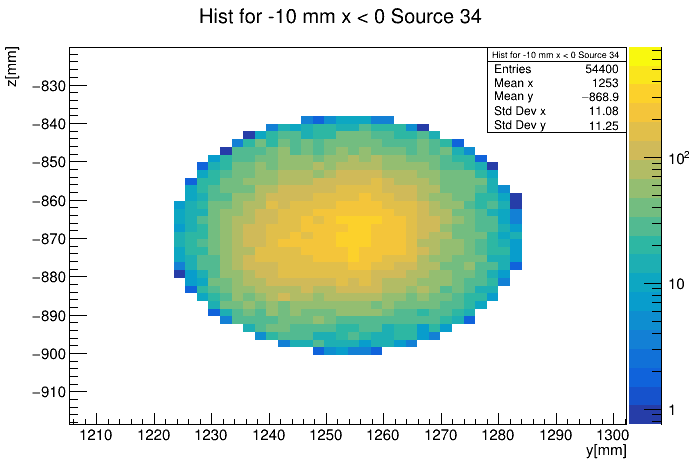 Hist for -10 mm x < 0 Source 34
z[mm]
Hist for -10 mm x < 0 Source 34
Entries 54400
Mean x 1253
Mean y −868.9
Std Dev x 11.08
Std Dev y 11.25
−830
−840
−850
−860
−870
−880
−890
−900
−910
10²
10
1
1210 1220 1230 1240 1250 1260 1270 1280 1290 1300
y[mm]